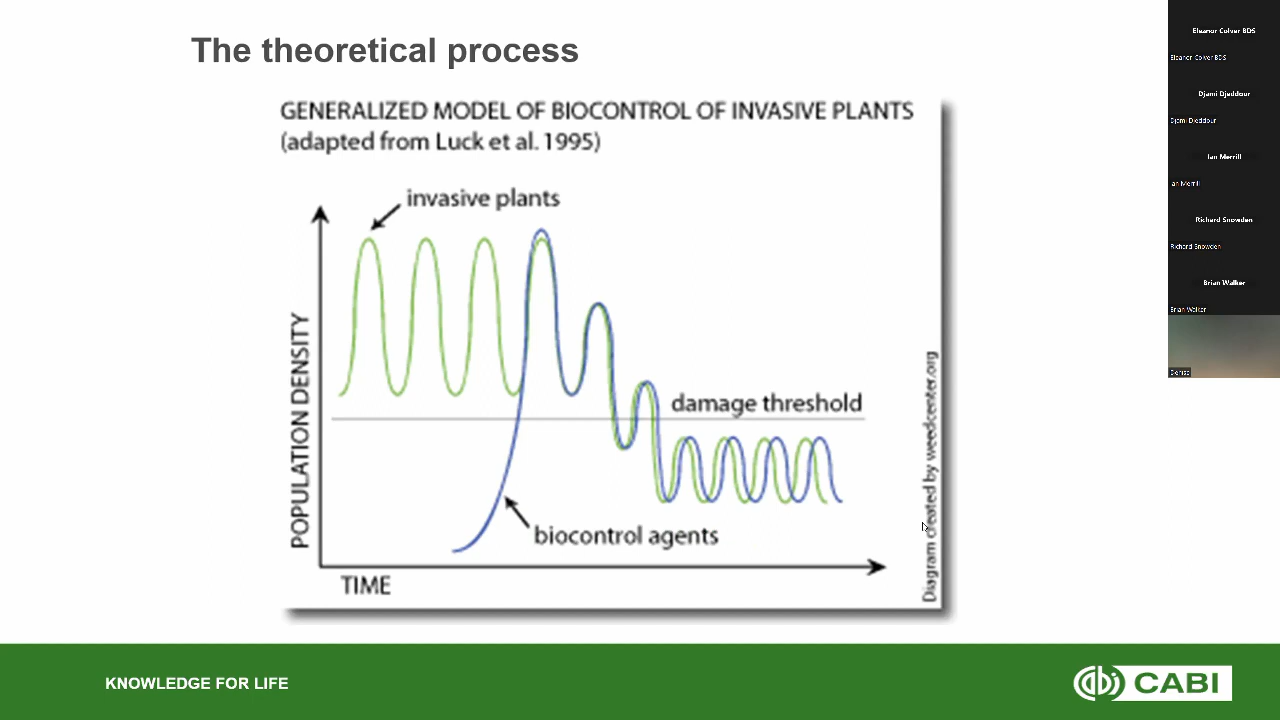 The theoretical process
GENERALIZED MODEL OF BIOCONTROL OF INVASIVE PLANTS
(adapted from Luck et al. 1995)
invasive plants
POPULATION DENSITY
damage threshold
biocontrol agents
TIME
Diagram created by weedcenter.org
KNOWLEDGE FOR LIFE
CABI
Eleanor Colver BDS
Eleanor Colver BDS
Djami Djeddour
Djami Djeddour
Ian Merrill
Ian Merrill
Richard Snowden
Richard Snowden
Brian Walker
Brian Walker
Denise